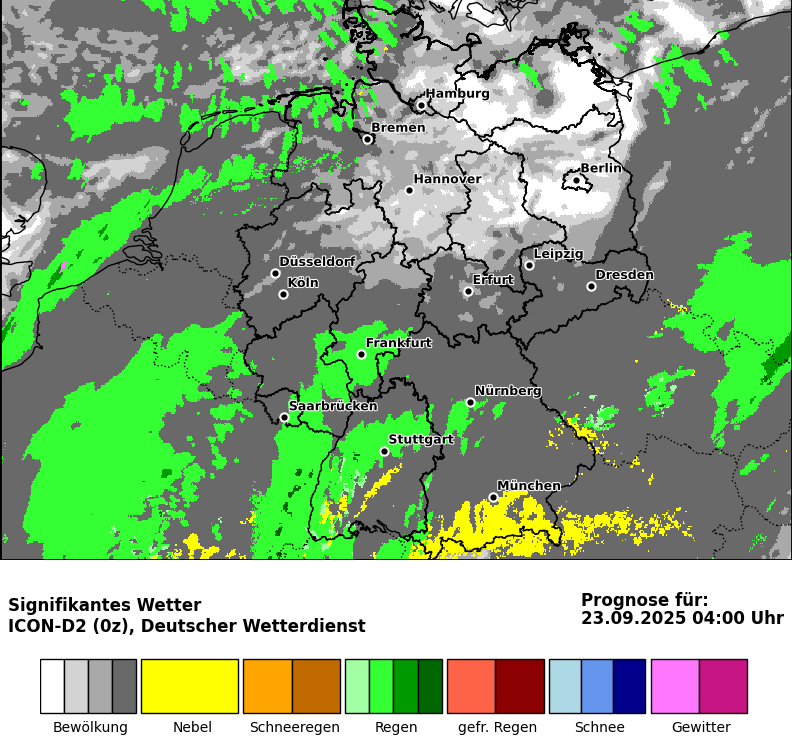 Hamburg
Bremen
Berlin
Hannover
Leipzig
Düsseldorf
Dresden
Köln
Erfurt
Frankfurt
Nürnberg
Saarbrücken
Stuttgart
München
Signifikantes Wetter
ICON-D2 (0z), Deutscher Wetterdienst
Prognose für:
23.09.2025 04:00 Uhr
Bewölkung
Nebel
Schneeregen
Regen
gefr. Regen
Schnee
Gewitter